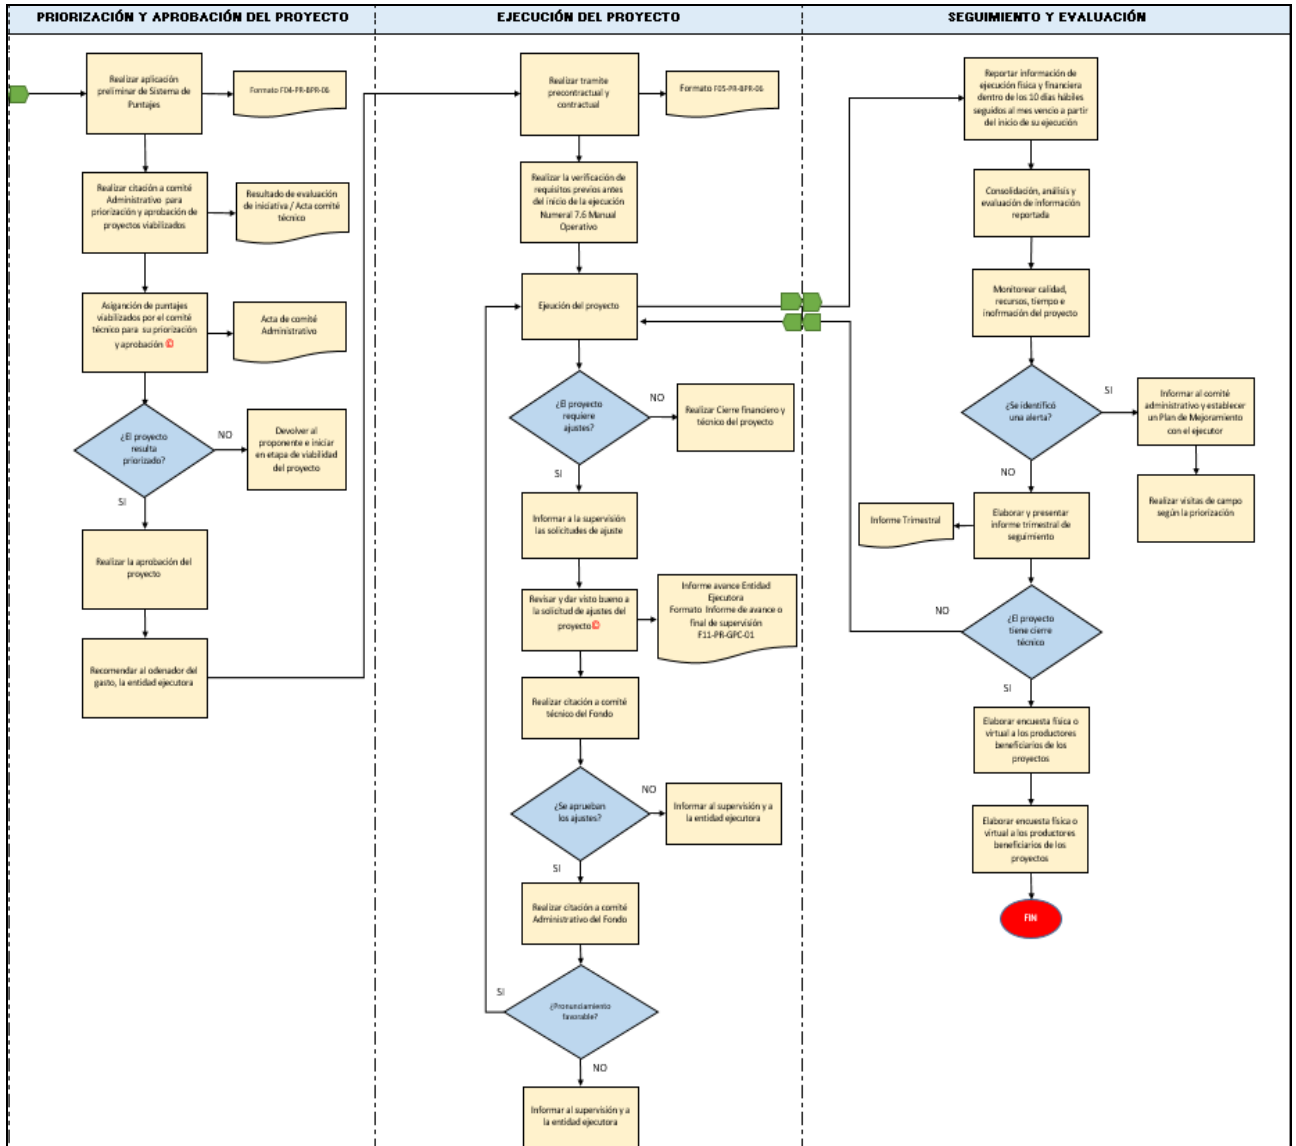 PRIORIZACIÓN Y APROBACIÓN DEL PROYECTO
Realizar aplicación
preliminar de Sistema de
Puntajes
Formato F04-PR-BPR-06
Realizar citación a comité
Administrativo para
priorización y aprobación de
proyectos viabilizados
Resultado de evaluación
de iniciativa / Acta comité
técnico
Asigancíón de puntajes
viabilizados por el comité
técnico para su priorización
y aprobación ©
Acta de comité
Administrativo
¿El proyecto
resulta
priorizado?
NO
Devolver al
proponente e iniciar
en etapa de viabilidad
del proyecto
SI
Realizar la aprobación del
proyecto
Recomendar al odenador del
gasto, la entidad ejecutora
EJECUCIÓN DEL PROYECTO
Realizar tramite
precontractual y
contractual
Formato F05-PR-BPR-06
Realizar la verificación de
requisitos previos antes
del inicio de la ejecución
Numeral 7.6 Manual
Operativo
Ejeución del proyecto
¿El proyecto
requiere
ajustes?
NO
Realizar Cierre financiero y
técnico del proyecto
SI
Informar a la supervisión
las solicitudes de ajuste
Revisar y dar visto bueno a
la solicitud de ajustes del
proyecto©
Informe avance Entidad
Ejecutora
Formato Informe de avance o
final de supervisión
F11-PR-GPC-01
Realizar citación a comité
técnico del Fondo
¿Se aprueban
los ajustes?
NO
Informar al supervisión y a
la entidad ejecutora
SI
Realizar citación a comité
Administrativo del Fondo
¿Pronunciamiento
favorable?
SI
NO
Informar al supervisión y a
la entidad ejecutora
SEGUIMIENTO Y EVALUACIÓN
Reportar información de
ejecución física y financiera
dentro de los 10 días hábiles
seguidos al mes vencio a partir
del inicio de su ejecución
Consolidación, análisis y
evaluación de información
reportada
Monitorear calidad,
recursos, tiempo e
inofrmación del proyecto
¿Se identificó
una alerta?
SI
Informar al comité
administrativo y establecer
un Plan de Mejoramiento
con el ejecutor
Realizar visitas de campo
según la priorización
NO
Elaborar y presentar
informe trimestral de
seguimiento
Informe Trimestral
¿El proyecto
tiene cierre
técnico?
NO
SI
Elaborar encuesta física o
virtual a los productores
beneficiarios de los
proyectos
Elaborar encuesta física o
virtual a los productores
beneficiarios de los
proyectos
FIN